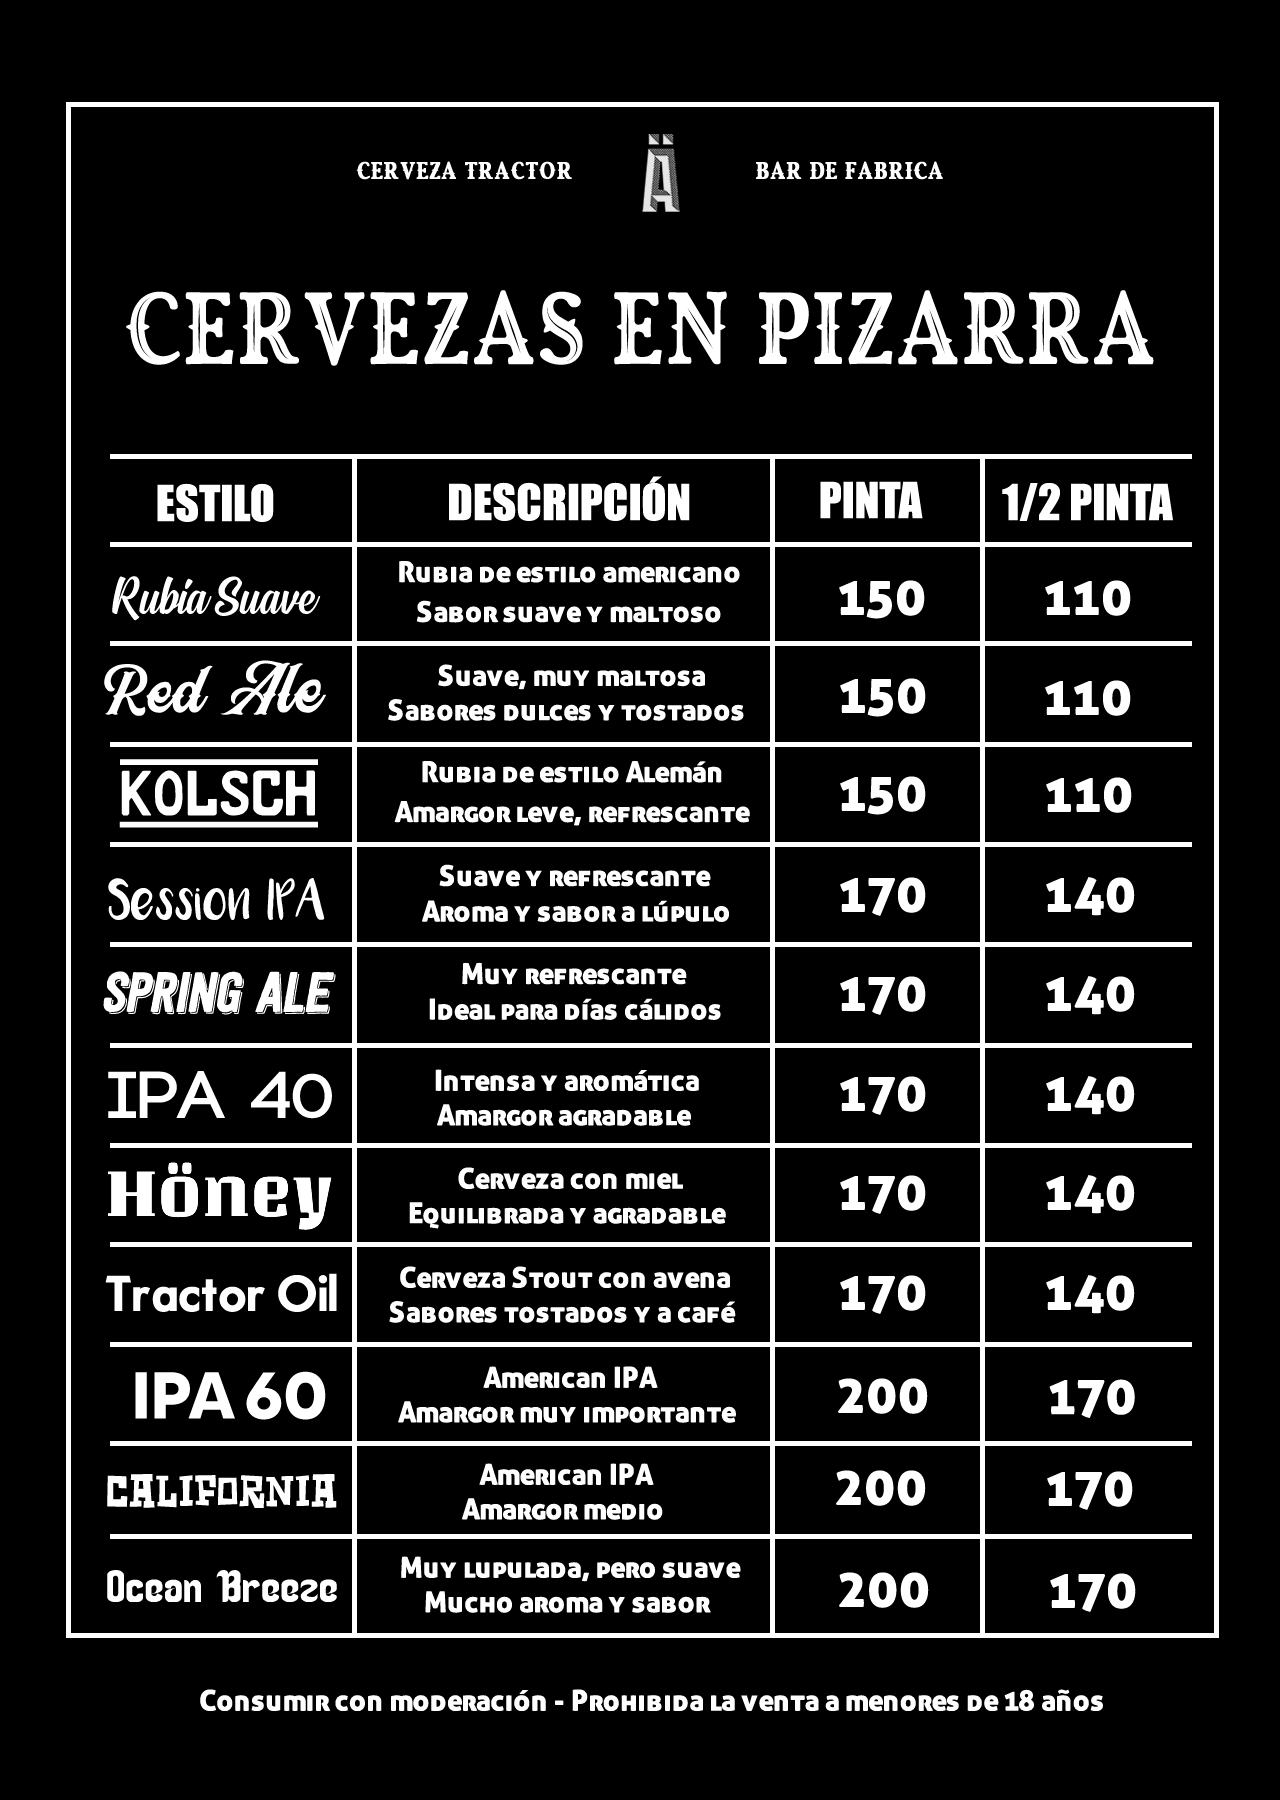 CERVEZA TRACTOR Ä BAR DE FABRICA
CERVEZAS EN PIZARRA
ESTILO DESCRIPCIÓN PINTA 1/2 PINTA
Rubia Suave
Rubia de estilo americano
Sabor suave y maltoso
150 110
Red Ale
Suave, muy maltosa
Sabores dulces y tostados
150 110
KOLSCH
Rubia de estilo Alemán
Amargor leve, refrescante
150 110
Session IPA
Suave y refrescante
Aroma y sabor a lúpulo
170 140
SPRING ALE
Muy refrescante
Ideal para días cálidos
170 140
IPA 40
Intensa y aromática
Amargor agradable
170 140
Höney
Cerveza con miel
Equilibrada y agradable
170 140
Tractor Oil
Cerveza Stout con avena
Sabores tostados y a café
170 140
IPA 60
American IPA
Amargor muy importante
200 170
CALIFORNIA
American IPA
Amargor medio
200 170
Ocean Breeze
Muy lupulada, pero suave
Mucho aroma y sabor
200 170
Consumir con moderación - Prohibida la venta a menores de 18 años